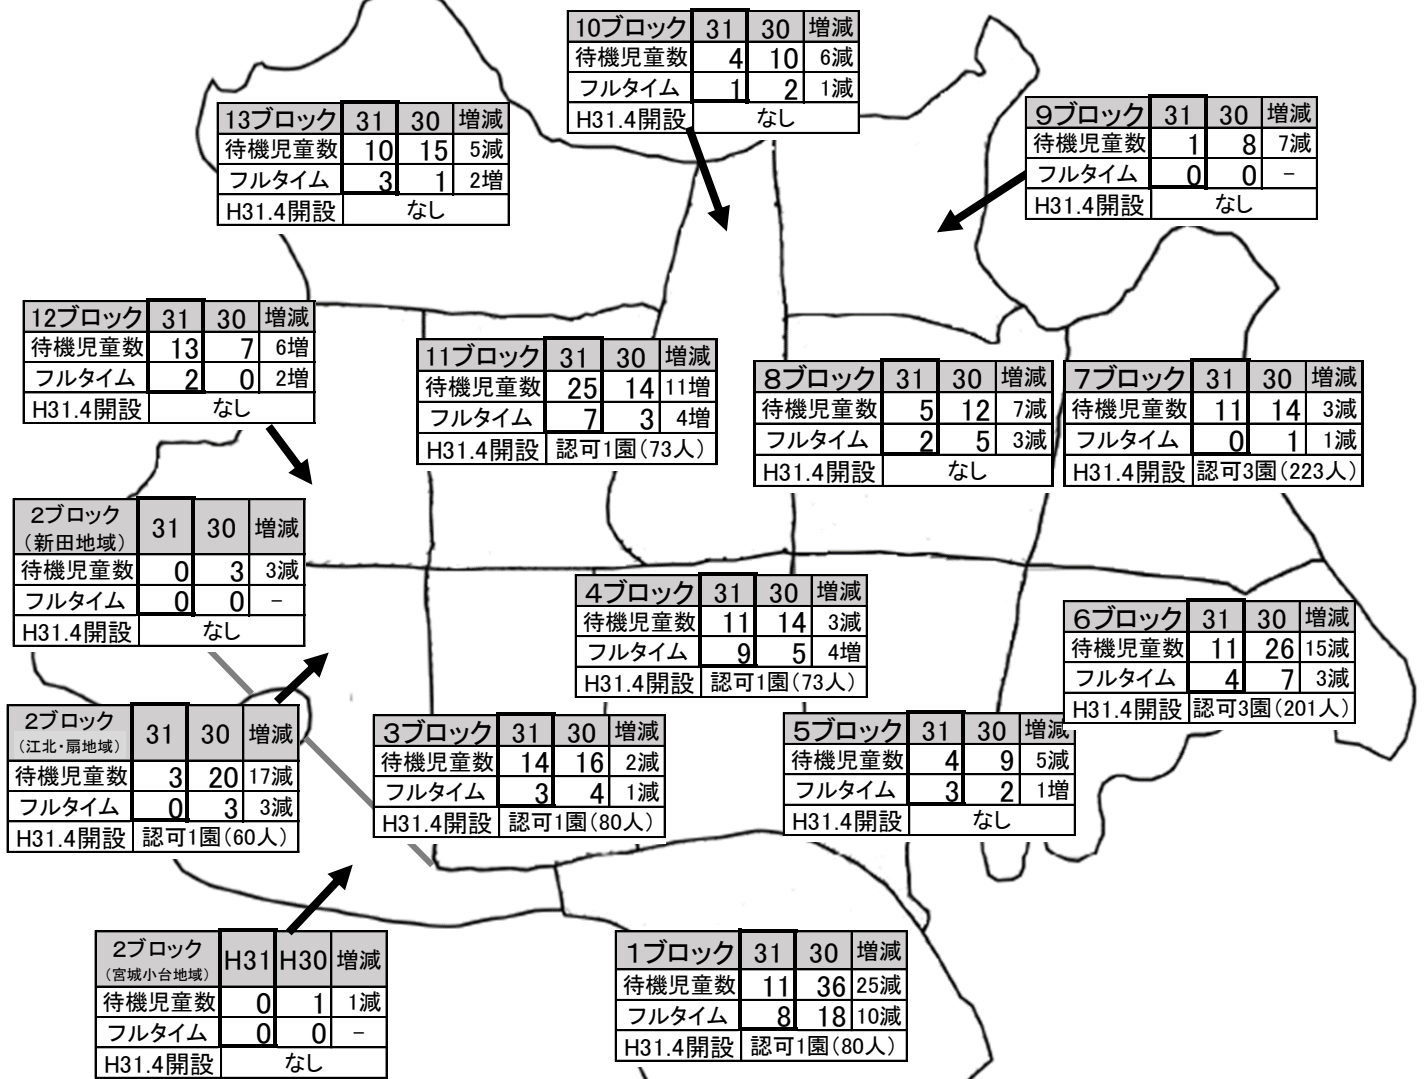 10ブロック 31 30 増減
待機児童数 4 10 6減
フルタイム 1 2 1減
H31.4開設 なし
13ブロック 31 30 増減
待機児童数 10 15 5減
フルタイム 3 1 2増
H31.4開設 なし
9ブロック 31 30 増減
待機児童数 1 8 7減
フルタイム 0 0 −
H31.4開設 なし
12ブロック 31 30 増減
待機児童数 13 7 6増
フルタイム 2 0 2増
H31.4開設 なし
11ブロック 31 30 増減
待機児童数 25 14 11増
フルタイム 7 3 4増
H31.4開設 認可1園(73人)
8ブロック 31 30 増減
待機児童数 5 12 7減
フルタイム 2 5 3減
H31.4開設 なし
7ブロック 31 30 増減
待機児童数 11 14 3減
フルタイム 0 1 1減
H31.4開設 認可3園(223人)
2ブロック
(新田地域) 31 30 増減
待機児童数 0 3 3減
フルタイム 0 0 −
H31.4開設 なし
4ブロック 31 30 増減
待機児童数 11 14 3減
フルタイム 9 5 4増
H31.4開設 認可1園(73人)
6ブロック 31 30 増減
待機児童数 11 26 15減
フルタイム 4 7 3減
H31.4開設 認可3園(201人)
2ブロック
(江北・扇地域) 31 30 増減
待機児童数 3 20 17減
フルタイム 0 3 3減
H31.4開設 認可1園(60人)
3ブロック 31 30 増減
待機児童数 14 16 2減
フルタイム 3 4 1減
H31.4開設 認可1園(80人)
5ブロック 31 30 増減
待機児童数 4 9 5減
フルタイム 3 2 1増
H31.4開設 なし
2ブロック
(宮城小台地域) H31 H30 増減
待機児童数 0 1 1減
フルタイム 0 0 −
H31.4開設 なし
1ブロック 31 30 増減
待機児童数 11 36 25減
フルタイム 8 18 10減
H31.4開設 認可1園(80人)